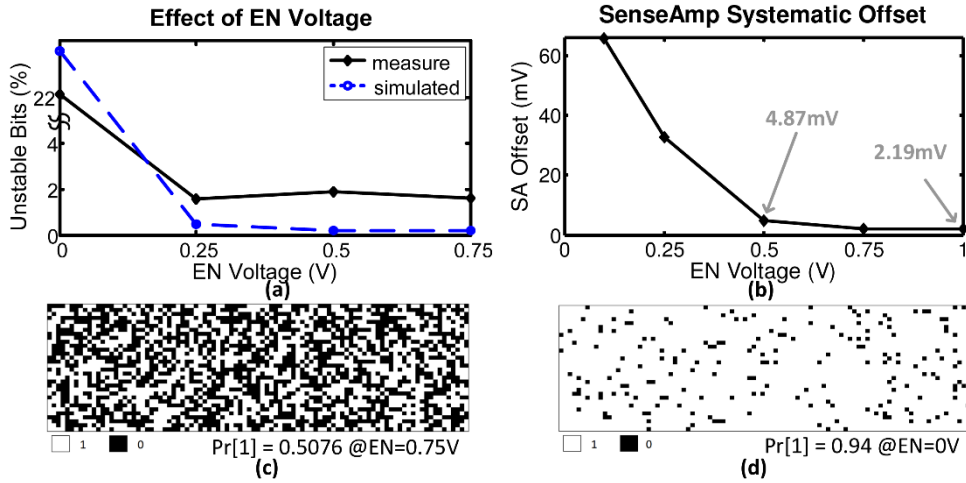 Effect of EN Voltage
Unstable Bits (%)
22
4
2
0
measure
simulated
0 0.25 0.5 0.75
EN Voltage (V)
(a)
SenseAmp Systematic Offset
SA Offset (mV)
60
40
20
0
4.87mV
2.19mV
0 0.25 0.5 0.75 1
EN Voltage (V)
(b)
1 0 Pr[1] = 0.5076 @EN=0.75V
(c)
1 0 Pr[1] = 0.94 @EN=0V
(d)